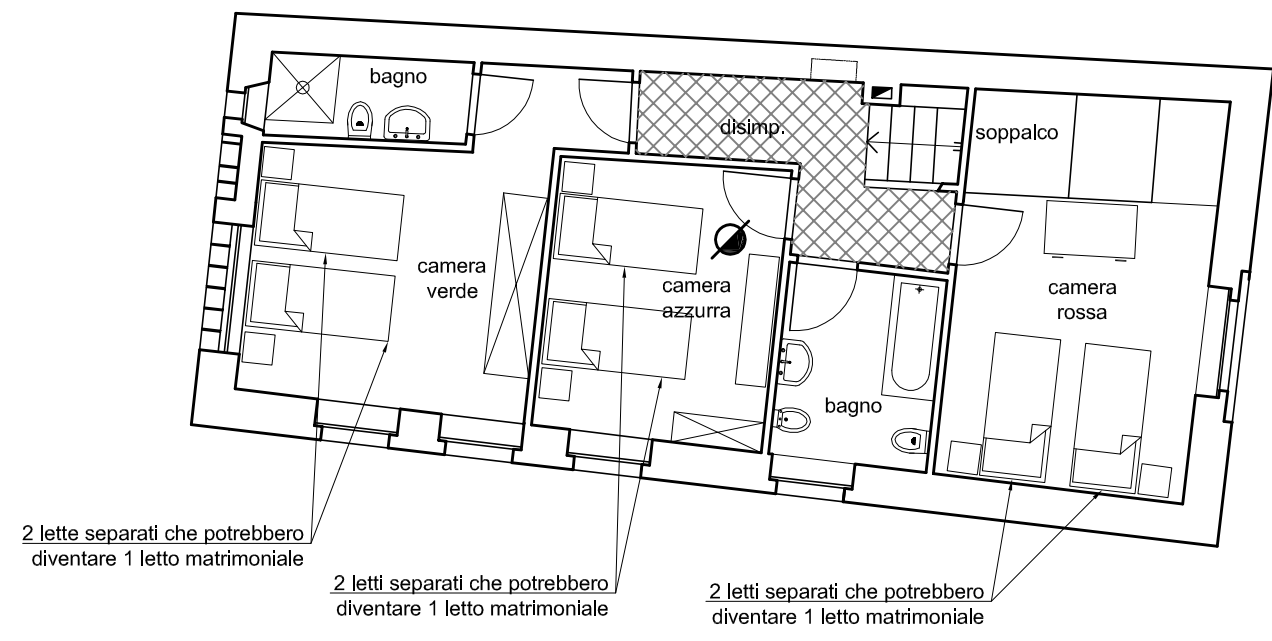 bagno
disimp.
soppalco
camera
verde
camera
azzurra
camera
rossa
bagno
2 lette separati che potrebbero
diventare 1 letto matrimoniale
2 letti separati che potrebbero
diventare 1 letto matrimoniale
2 letti separati che potrebbero
diventare 1 letto matrimoniale